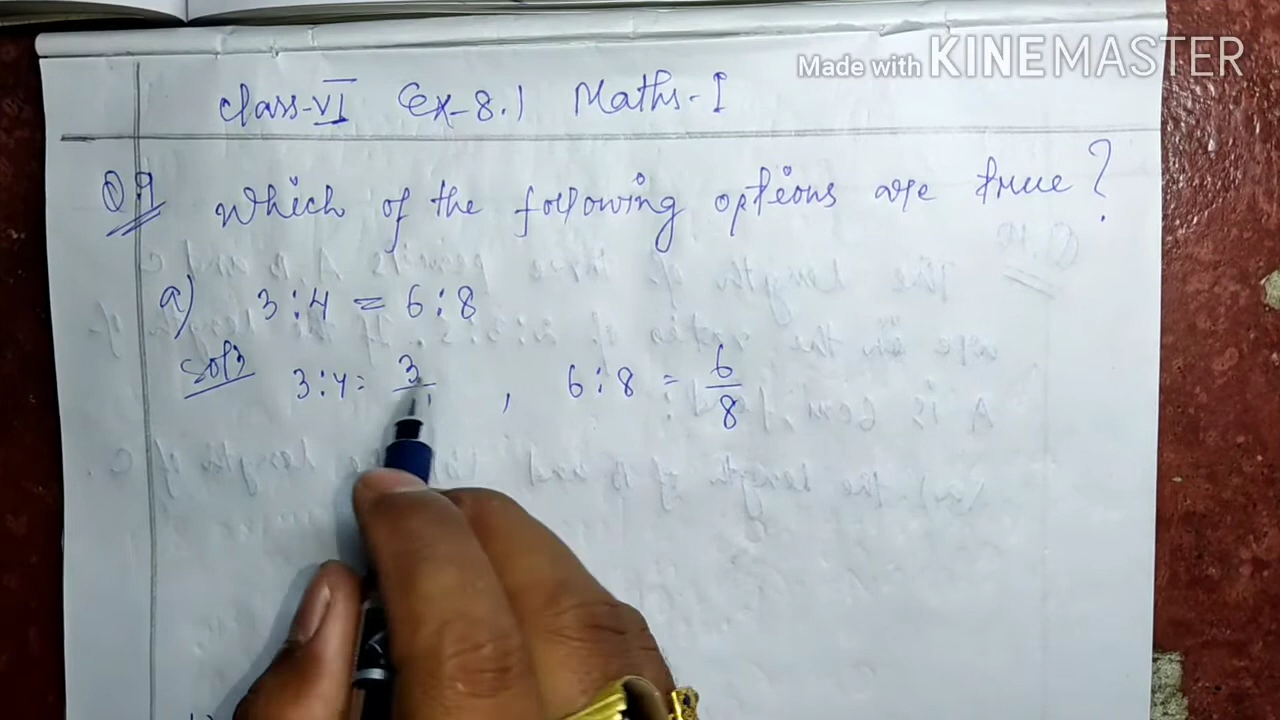 Made with KINEMASTER
Class-VI Ex-8.1 Maths-I
Q9 Which of the following options are true?
a) 3:4 = 6:8
Sol 3:4 = 3 , 6:8 = 6/8